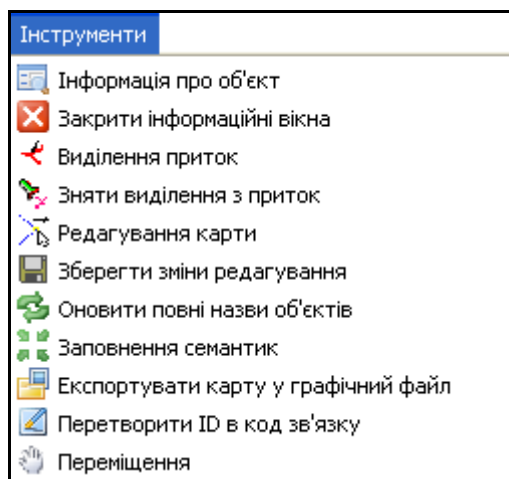 Інструменти
Інформація про об'єкт
Закрити інформаційні вікна
Виділення приток
Зняти виділення з приток
Редагування карти
Зберегти зміни редагування
Оновити повні назви об'єктів
Заповнення семантик
Експортувати карту у графічний файл
Перетворити ID в код зв'язку
Переміщення